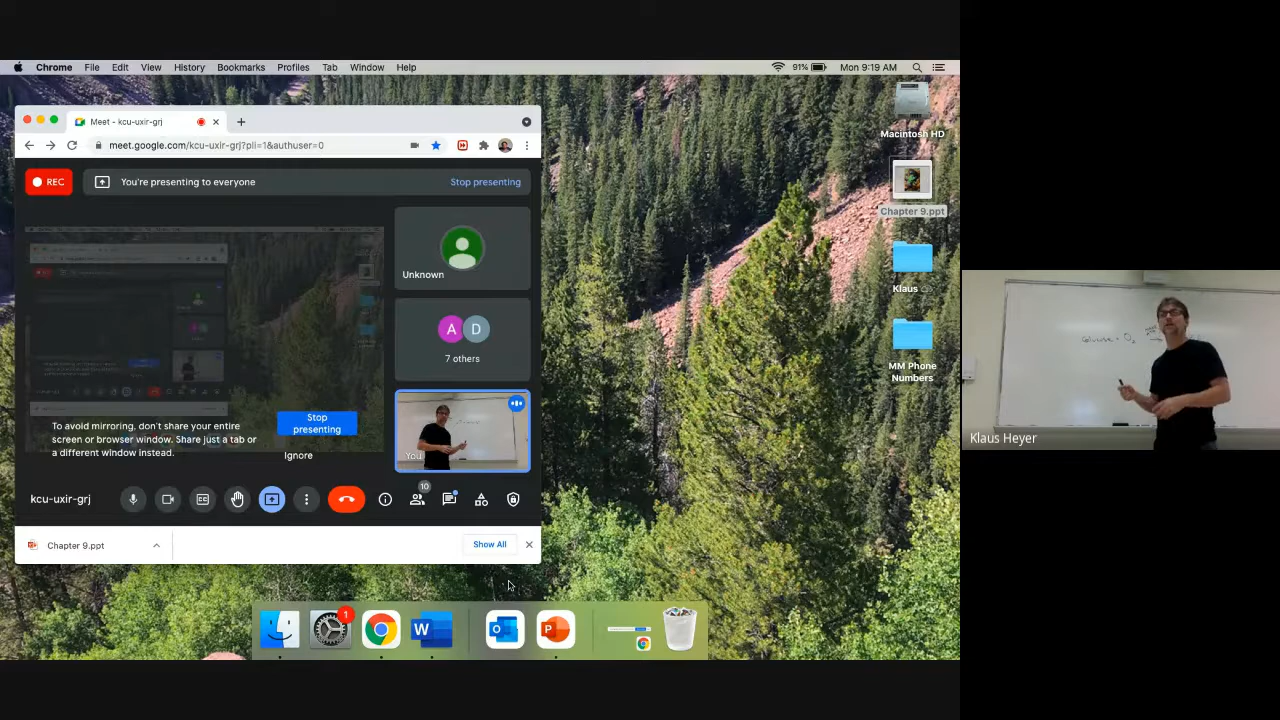 Chrome File Edit View History Bookmarks Profiles Tab Window Help 91% Mon 9:19 AM
Meet - kcu-uxir-grj
meet.google.com/kcu-uxir-grj?pli=1&authuser=0
REC You're presenting to everyone Stop presenting
Unknown
A D
7 others
To avoid mirroring, don't share your entire
screen or browser window. Share just a tab or
a different window instead.
Stop
presenting
Ignore
You
kcu-uxir-grj
10
Chapter 9.ppt
Show All
Macintosh HD
Chapter 9.ppt
Klaus
MM Phone
Numbers
1
W
O
P
Glucose + O2
Klaus Heyer